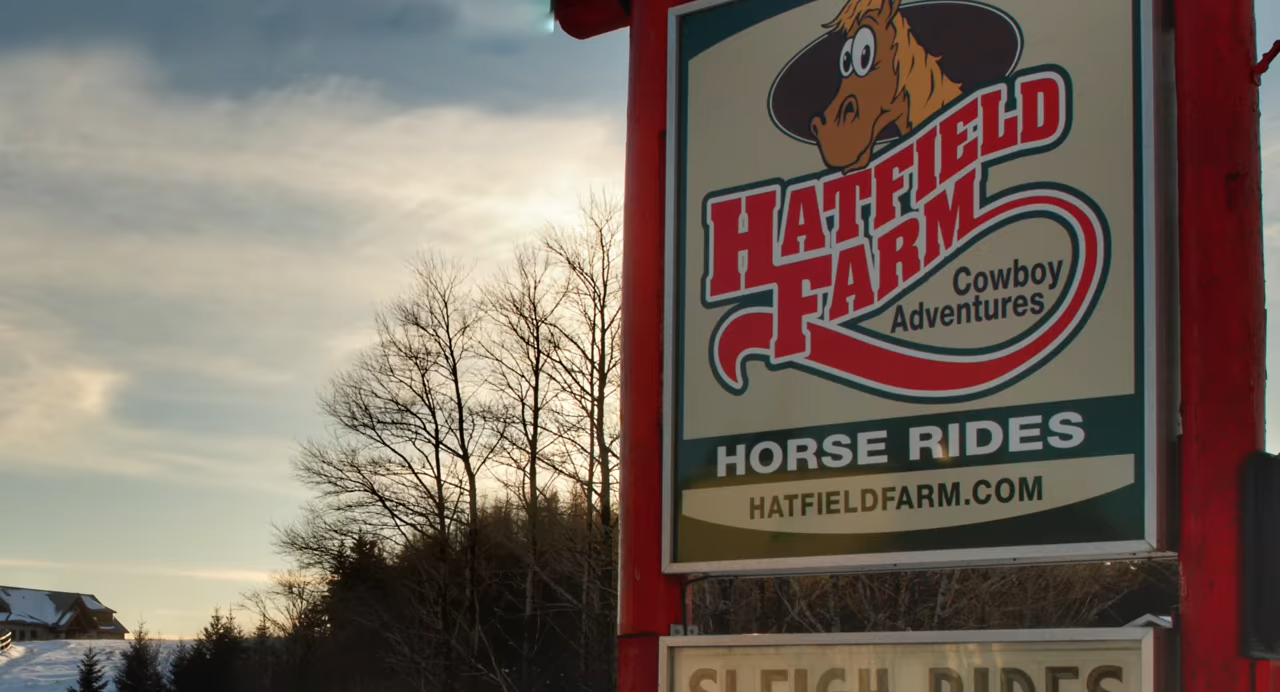 HATFIELD
FARM
Cowboy
Adventures
HORSE RIDES
HATFIELDFARM.COM
SLEIGH RIDES